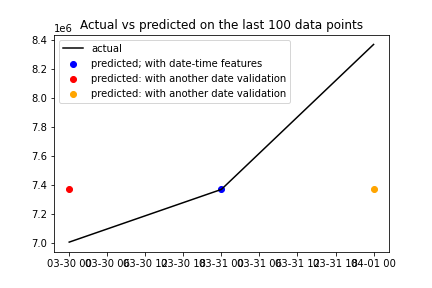 Actual vs predicted on the last 100 data points
1e6
8.4
8.2
8.0
7.8
7.6
7.4
7.2
7.0
actual
predicted; with date-time features
predicted: with another date validation
predicted: with another date validation
03-30 00 03-30 06 03-30 12 03-30 18 03-31 00 03-31 06 03-31 12 03-31 18 04-01 00